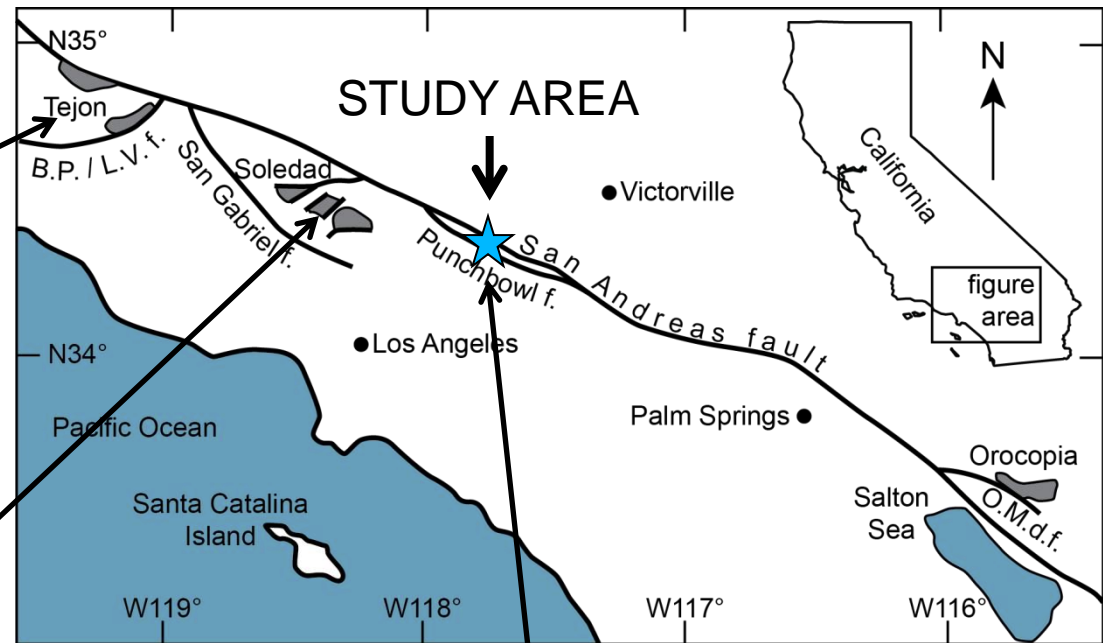 N35°
Tejon
B.P. / L.V. f.
San Gabriel f.
Soledad
STUDY AREA
Victorville
Punchbowl f.
San Andreas fault
N
California
figure
area
N34°
Los Angeles
Palm Springs
Pacific Ocean
Santa Catalina
Island
Orocopia
O.M.d.f.
Salton
Sea
W119°
W118°
W117°
W116°